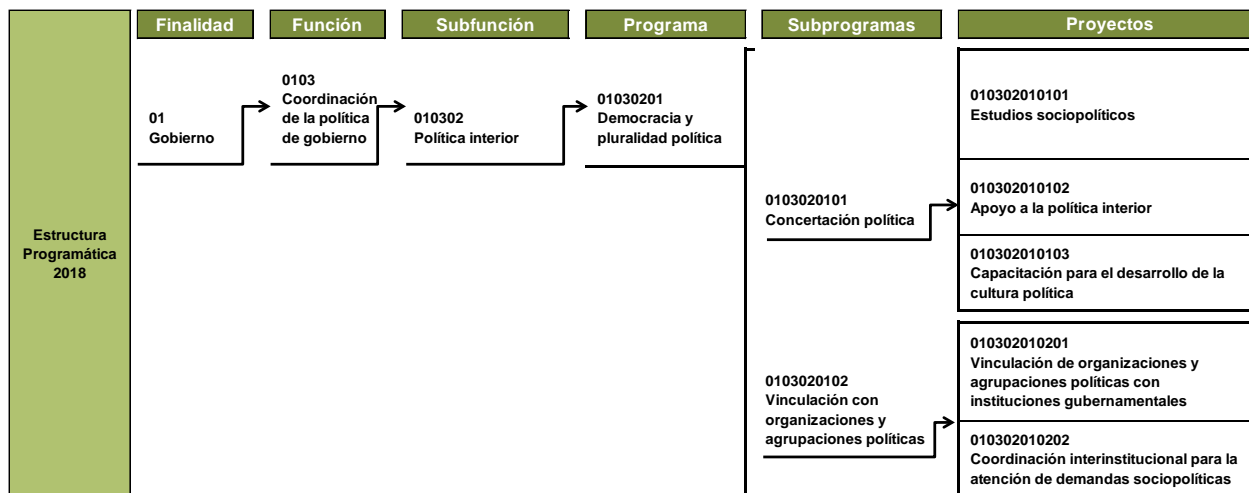 Finalidad
Función
Subfunción
Programa
Subprogramas
Proyectos
Estructura
Programática
2018
01
Gobierno
0103
Coordinación
de la política
de gobierno
010302
Política interior
01030201
Democracia y
pluralidad política
0103020101
Concertación política
010302010101
Estudios sociopolíticos
010302010102
Apoyo a la política interior
010302010103
Capacitación para el desarrollo de la
cultura política
0103020102
Vinculación con
organizaciones y
agrupaciones políticas
010302010201
Vinculación de organizaciones y
agrupaciones políticas con
instituciones gubernamentales
010302010202
Coordinación interinstitucional para la
atención de demandas sociopolíticas